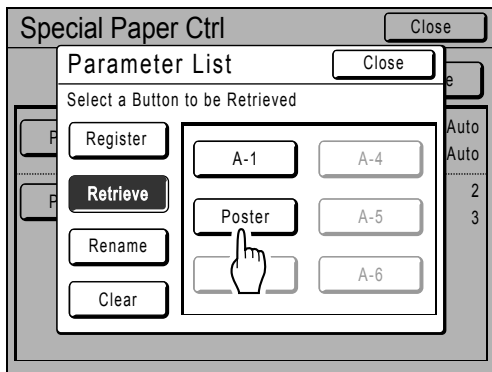 Special Paper Ctrl
Close
Parameter List
Close
e
Select a Button to be Retrieved
Register
Retrieve
Rename
Clear
A-1
A-4
Poster
A-5
A-6
P
Auto
Auto
P
2
3